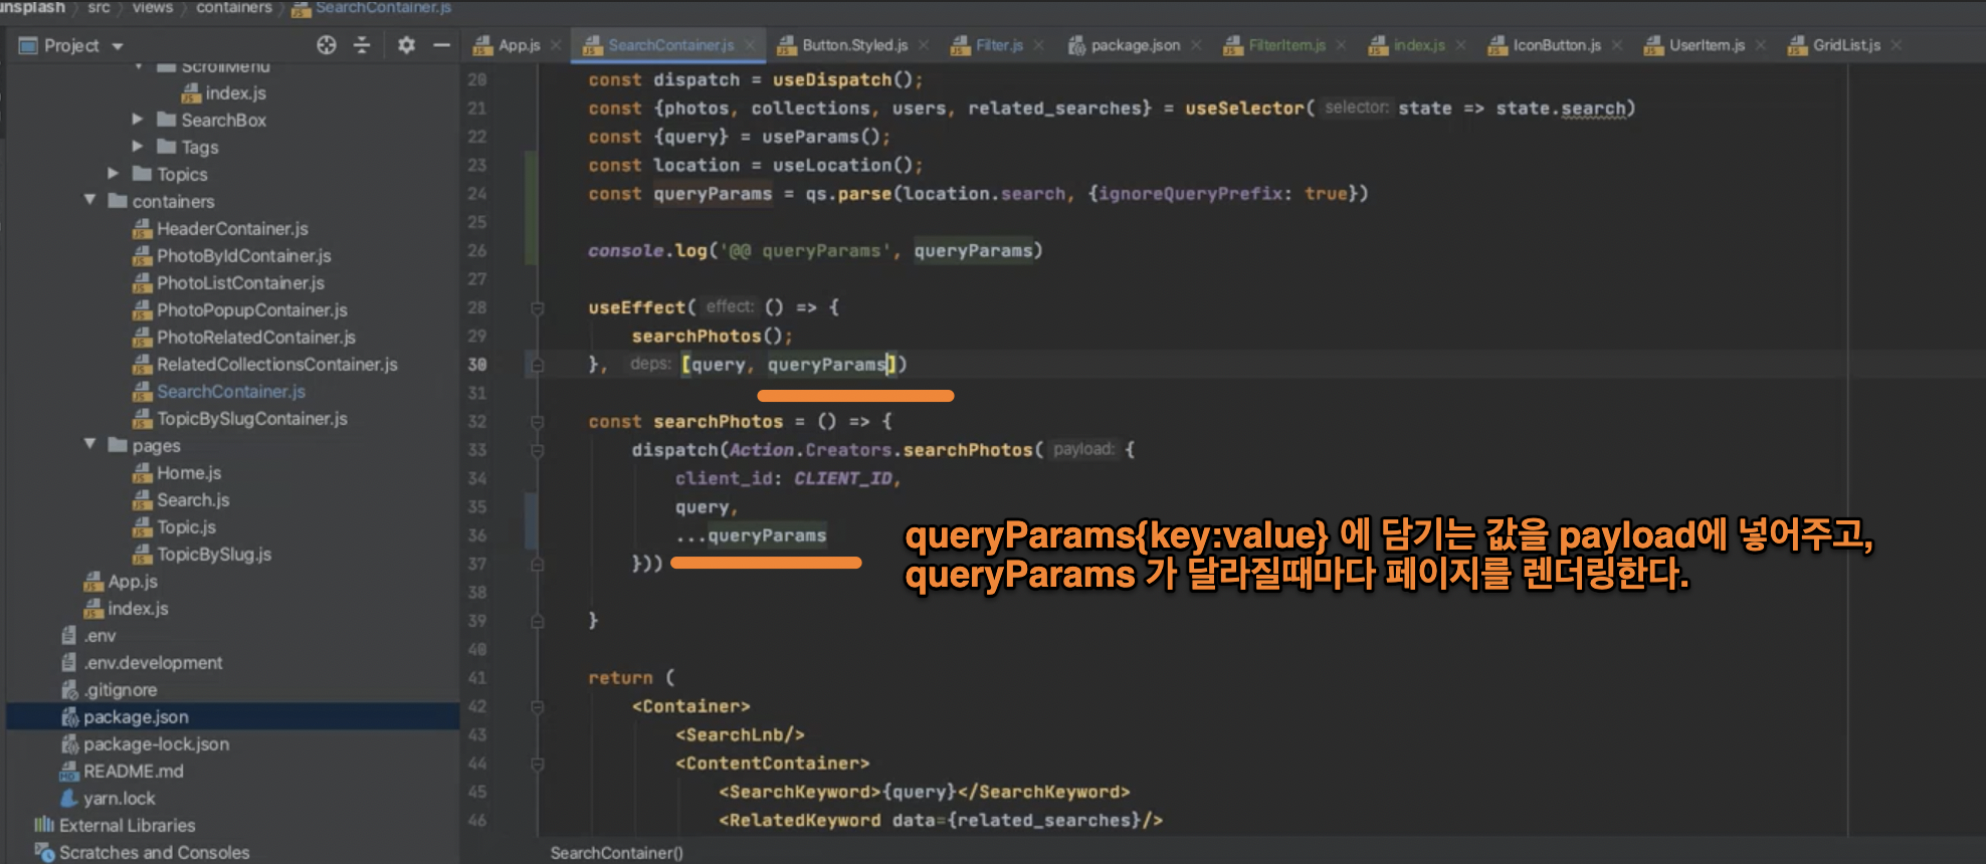 unsplash > src > views > containers > SearchContainer.js
Project
App.js
SearchContainer.js
Button.Styled.js
Filter.js
package.json
FilterItem.js
index.js
IconButton.js
UserItem.js
GridList.js
ScrollMenu
index.js
SearchBox
Tags
Topics
containers
HeaderContainer.js
PhotoByIdContainer.js
PhotoListContainer.js
PhotoPopupContainer.js
PhotoRelatedContainer.js
RelatedCollectionsContainer.js
SearchContainer.js
TopicBySlugContainer.js
pages
Home.js
Search.js
Topic.js
TopicBySlug.js
App.js
index.js
.env
.env.development
.gitignore
package.json
package-lock.json
README.md
yarn.lock
External Libraries
Scratches and Consoles
20 const dispatch = useDispatch();
21 const {photos, collections, users, related_searches} = useSelector( selector: state => state.search)
22 const {query} = useParams();
23 const location = useLocation();
24 const queryParams = qs.parse(location.search, {ignoreQueryPrefix: true})
25
26 console.log('@@ queryParams', queryParams)
27
28 useEffect( effect: () => {
29 searchPhotos();
30 }, deps: [query, queryParams])
31
32 const searchPhotos = () => {
33 dispatch(Action.Creators.searchPhotos( payload: {
34 client_id: CLIENT_ID,
35 query,
36 ...queryParams
37 }))
38
39 }
40
41 return (
42 <Container>
43 <SearchLnb/>
44 <ContentContainer>
45 <SearchKeyword>{query}</SearchKeyword>
46 <RelatedKeyword data={related_searches}/>
queryParams{key:value} 에 담기는 값을 payload에 넣어주고,
queryParams 가 달라질때마다 페이지를 렌더링한다.
SearchContainer()